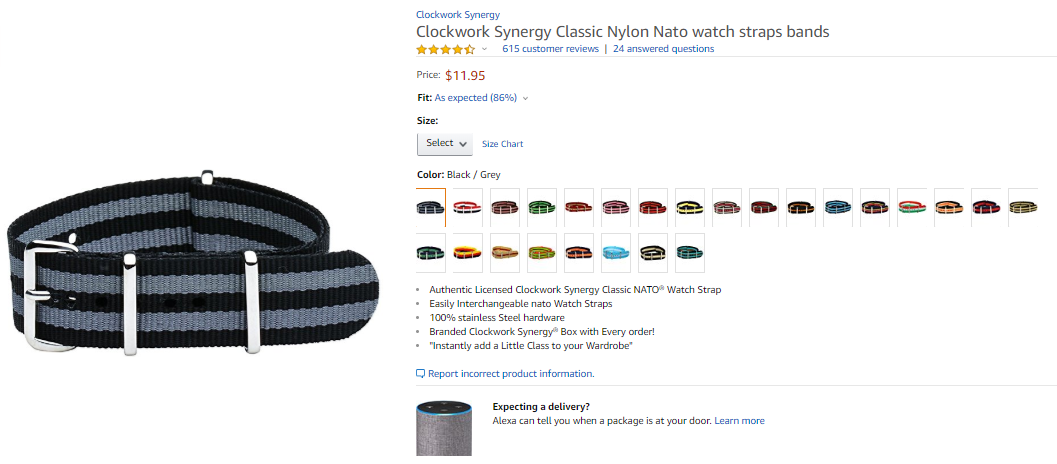 Clockwork Synergy
Clockwork Synergy Classic Nylon Nato watch straps bands
615 customer reviews | 24 answered questions
Price: $11.95
Fit: As expected (86%)
Size:
Select Size Chart
Color: Black / Grey
Authentic Licensed Clockwork Synergy Classic NATO® Watch Strap
Easily Interchangeable nato Watch Straps
100% stainless Steel hardware
Branded Clockwork Synergy® Box with Every order!
"Instantly add a Little Class to your Wardrobe"
Report incorrect product information.
Expecting a delivery?
Alexa can tell you when a package is at your door. Learn more